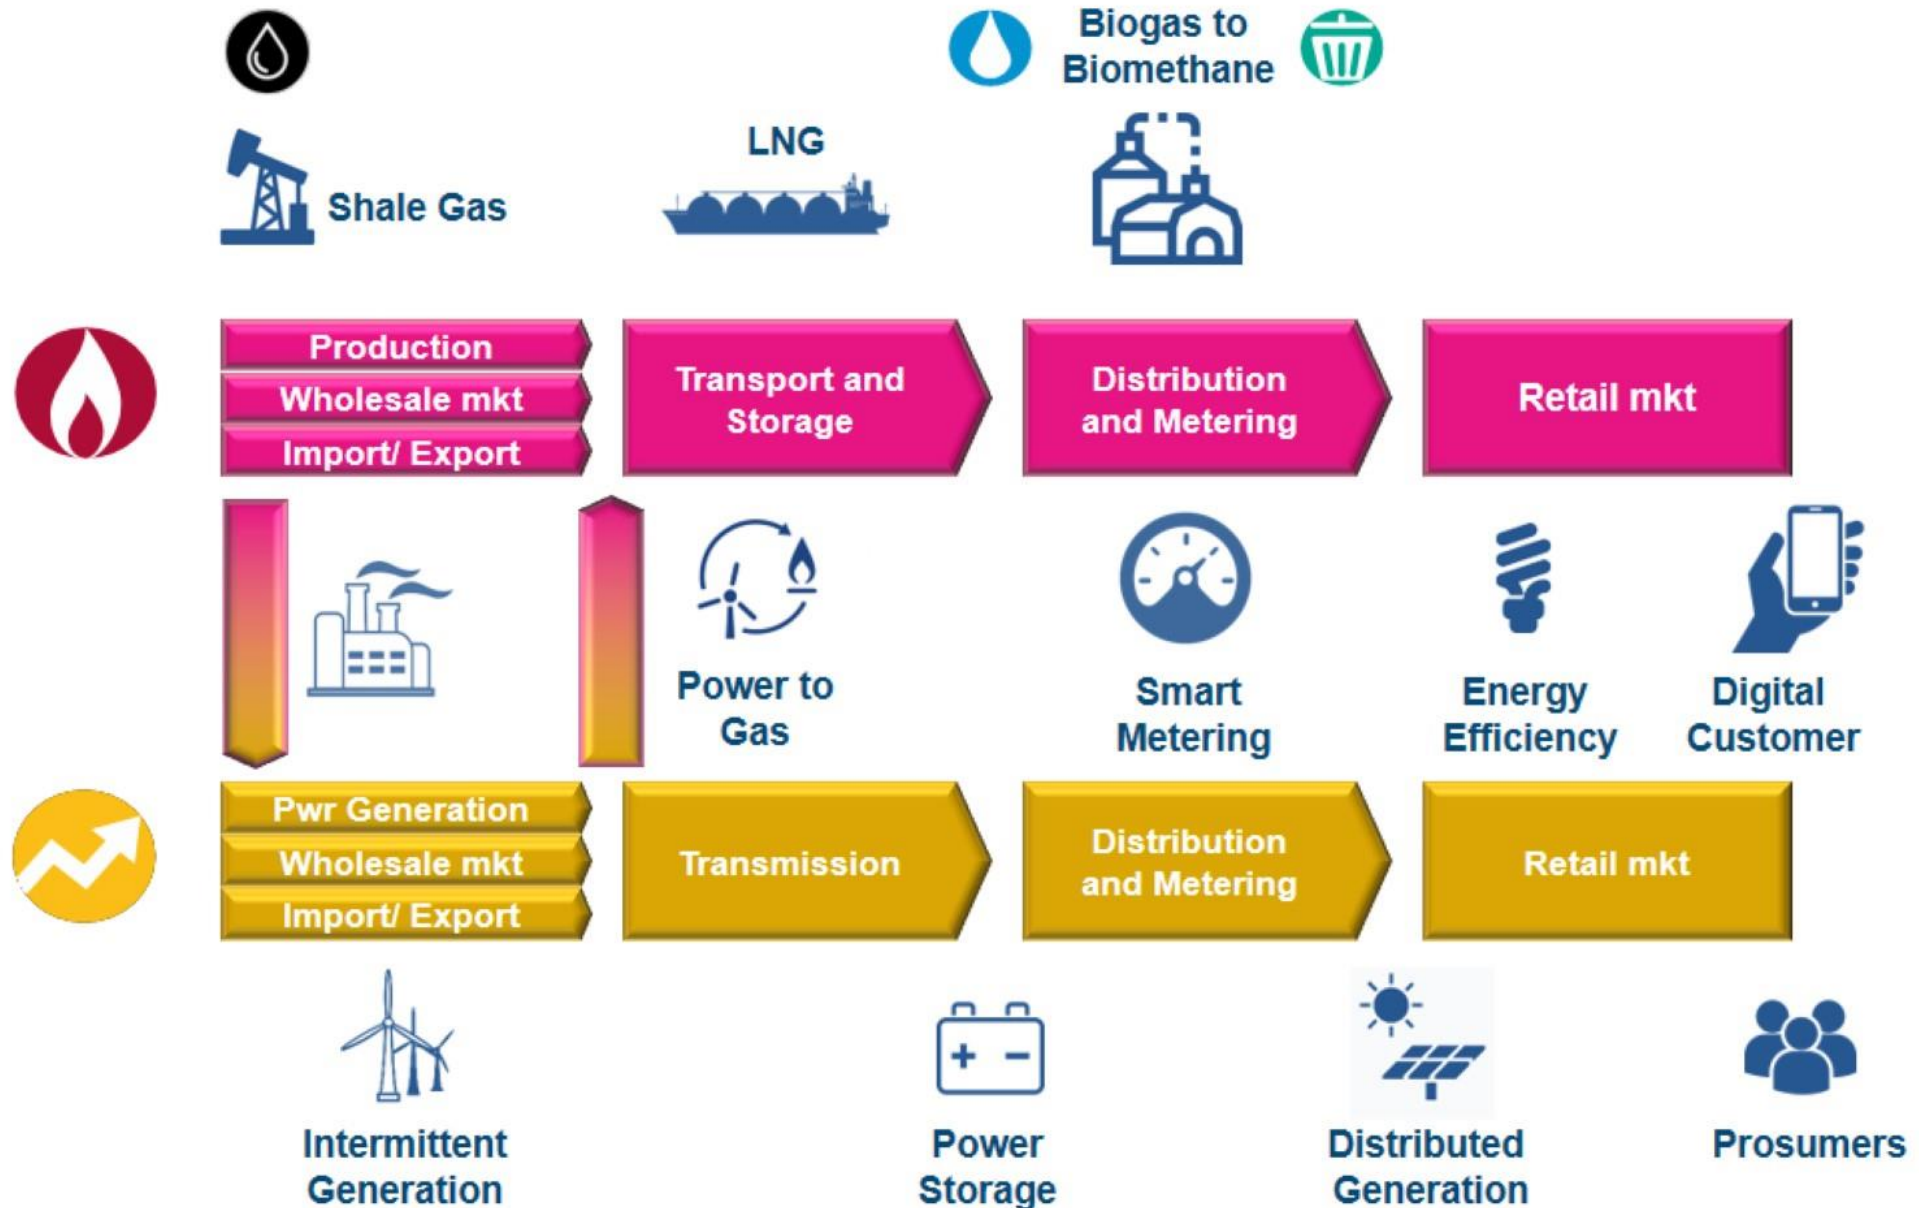 Biogas to
Biomethane
LNG
Shale Gas
Production
Wholesale mkt
Import/ Export
Transport and
Storage
Distribution
and Metering
Retail mkt
Power to
Gas
Smart
Metering
Energy
Efficiency
Digital
Customer
Pwr Generation
Wholesale mkt
Import/ Export
Transmission
Distribution
and Metering
Retail mkt
Intermittent
Generation
Power
Storage
Distributed
Generation
Prosumers